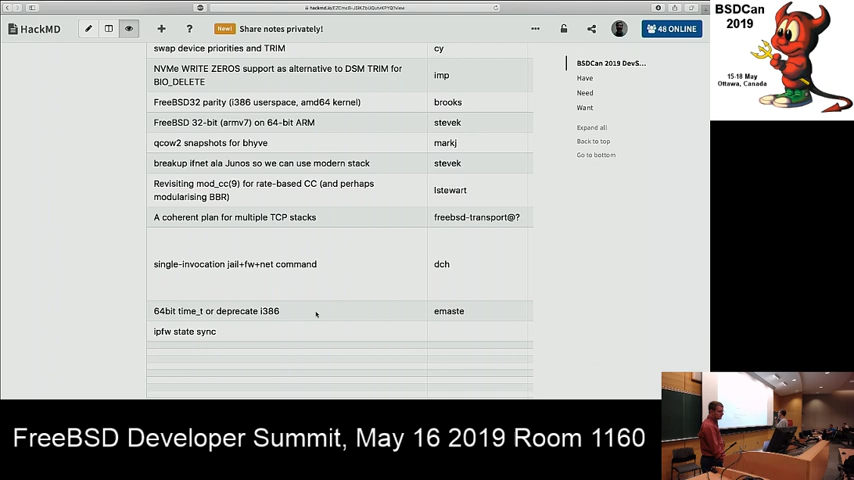 HackMD
New!
Share notes privately!
48 ONLINE
swap device priorities and TRIM
cy
NVMe WRITE ZEROS support as alternative to DSM TRIM for
BIO_DELETE
imp
FreeBSD32 parity (i386 userspace, amd64 kernel)
brooks
FreeBSD 32-bit (armv7) on 64-bit ARM
stevek
qcow2 snapshots for bhyve
markj
breakup ifnet ala Junos so we can use modern stack
stevek
Revisiting mod_cc(9) for rate-based CC (and perhaps
modularising BBR)
lstewart
A coherent plan for multiple TCP stacks
freebsd-transport@?
single-invocation jail+fw+net command
dch
64bit time_t or deprecate i386
emaste
ipfw state sync
BSDCan 2019 DevS...
Have
Need
Want
Expand all
Back to top
Go to bottom
BSDCan
2019
15-18 May
Ottawa, Canada
FreeBSD Developer Summit, May 16 2019 Room 1160